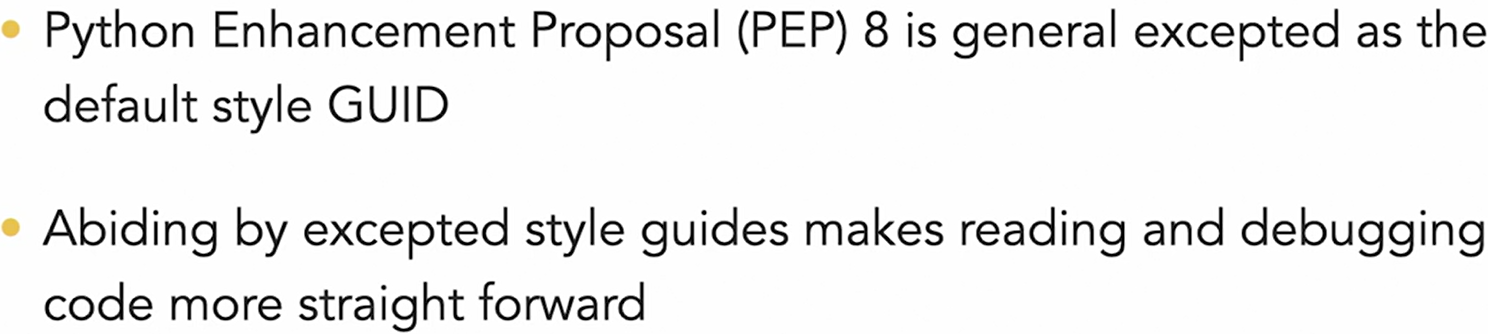 • Python Enhancement Proposal (PEP) 8 is general excepted as the
default style GUID
• Abiding by excepted style guides makes reading and debugging
code more straight forward